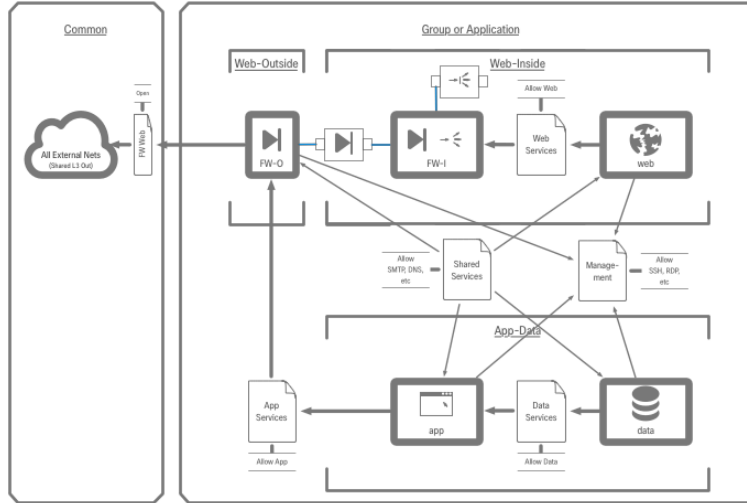 Common
Group or Application
Web-Outside
Web-Inside
Open
FW Web
All External Nets
(Shared L3 Out)
FW-O
FW-I
Allow Web
Web
Services
web
Allow
SMTP, DNS,
etc
Shared
Services
Manage-
ment
Allow
SSH, RDP,
etc
App-Data
App
Services
Allow App
app
Data
Services
Allow Data
data